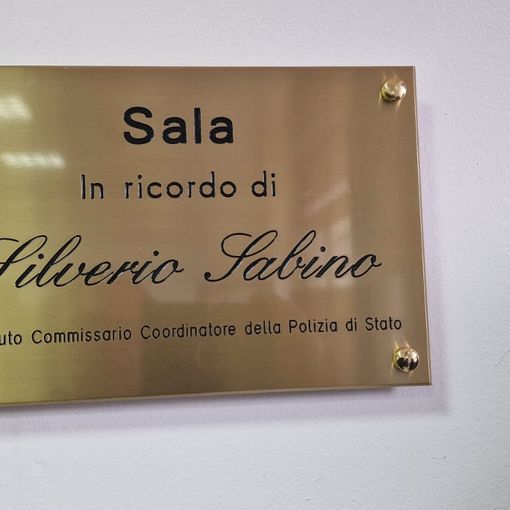 Sala
In ricordo di
Silverio Sabino
uto Commissario Coordinatore della Polizia di Stato